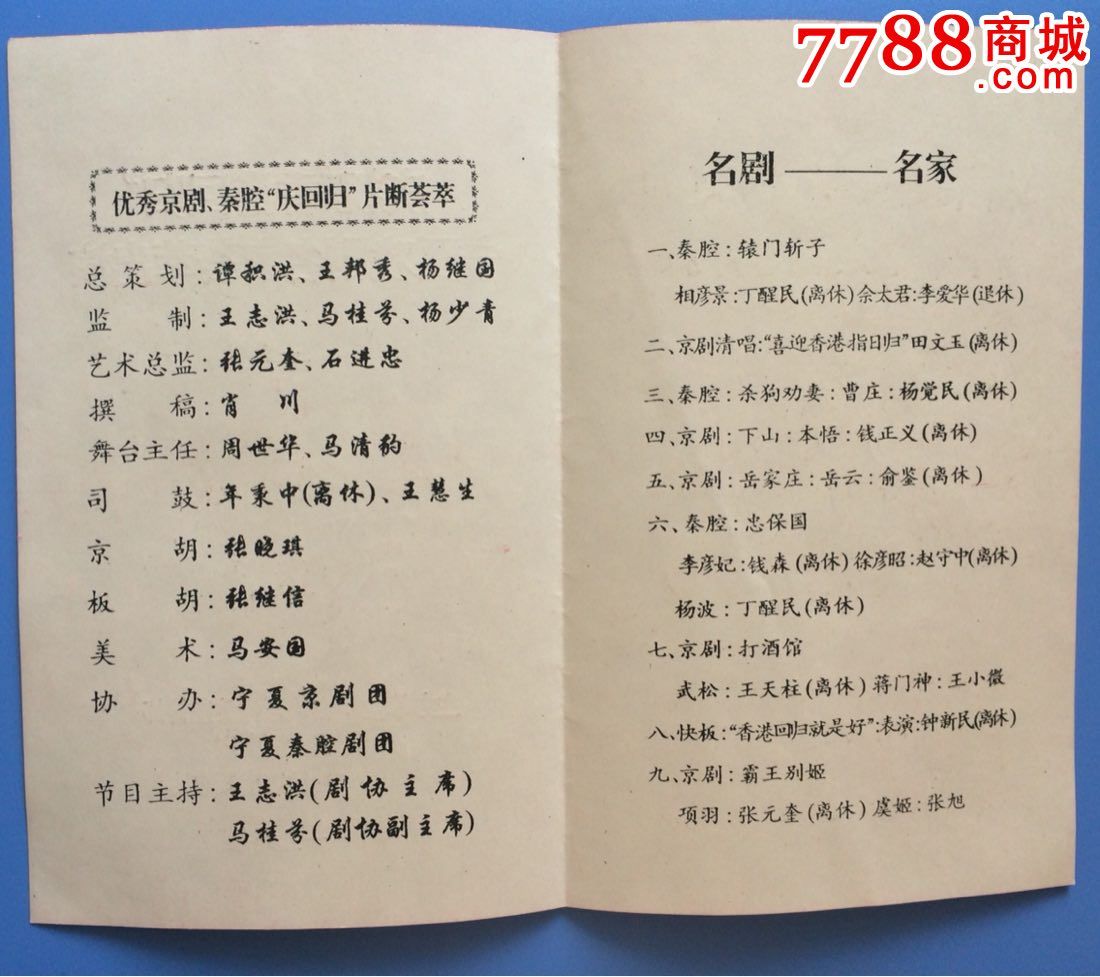 7788商城
.com
优秀京剧、秦腔“庆回归”片断荟萃
总策划：谭积洪、王邦秀、杨继国
监制：王志洪、马桂芬、杨少青
艺术总监：张元奎、石进忠
撰稿：肖川
舞台主任：周世华、马清豹
司鼓：年秉中(离休)、王慧生
京胡：张晓琪
板胡：张继信
美术：马安国
协办：宁夏京剧团
宁夏秦腔剧团
节目主持：王志洪(剧协主席)
马桂芬(剧协副主席)
名剧——名家
一、秦腔：辕门斩子
相彦景：丁醒民(离休)佘太君：李爱华(退休)
二、京剧清唱：“喜迎香港指日归”田文玉(离休)
三、秦腔：杀狗劝妻：曹庄：杨觉民(离休)
四、京剧：下山：本悟：钱正义(离休)
五、京剧：岳家庄：岳云：俞鉴(离休)
六、秦腔：忠保国
李彦妃：钱森(离休)徐彦昭：赵守中(离休)
杨波：丁醒民(离休)
七、京剧：打酒馆
武松：王天柱(离休)蒋门神：王小微
八、快板：“香港回归就是好”：表演：钟新民(离休)
九、京剧：霸王别姬
项羽：张元奎(离休)虞姬：张旭